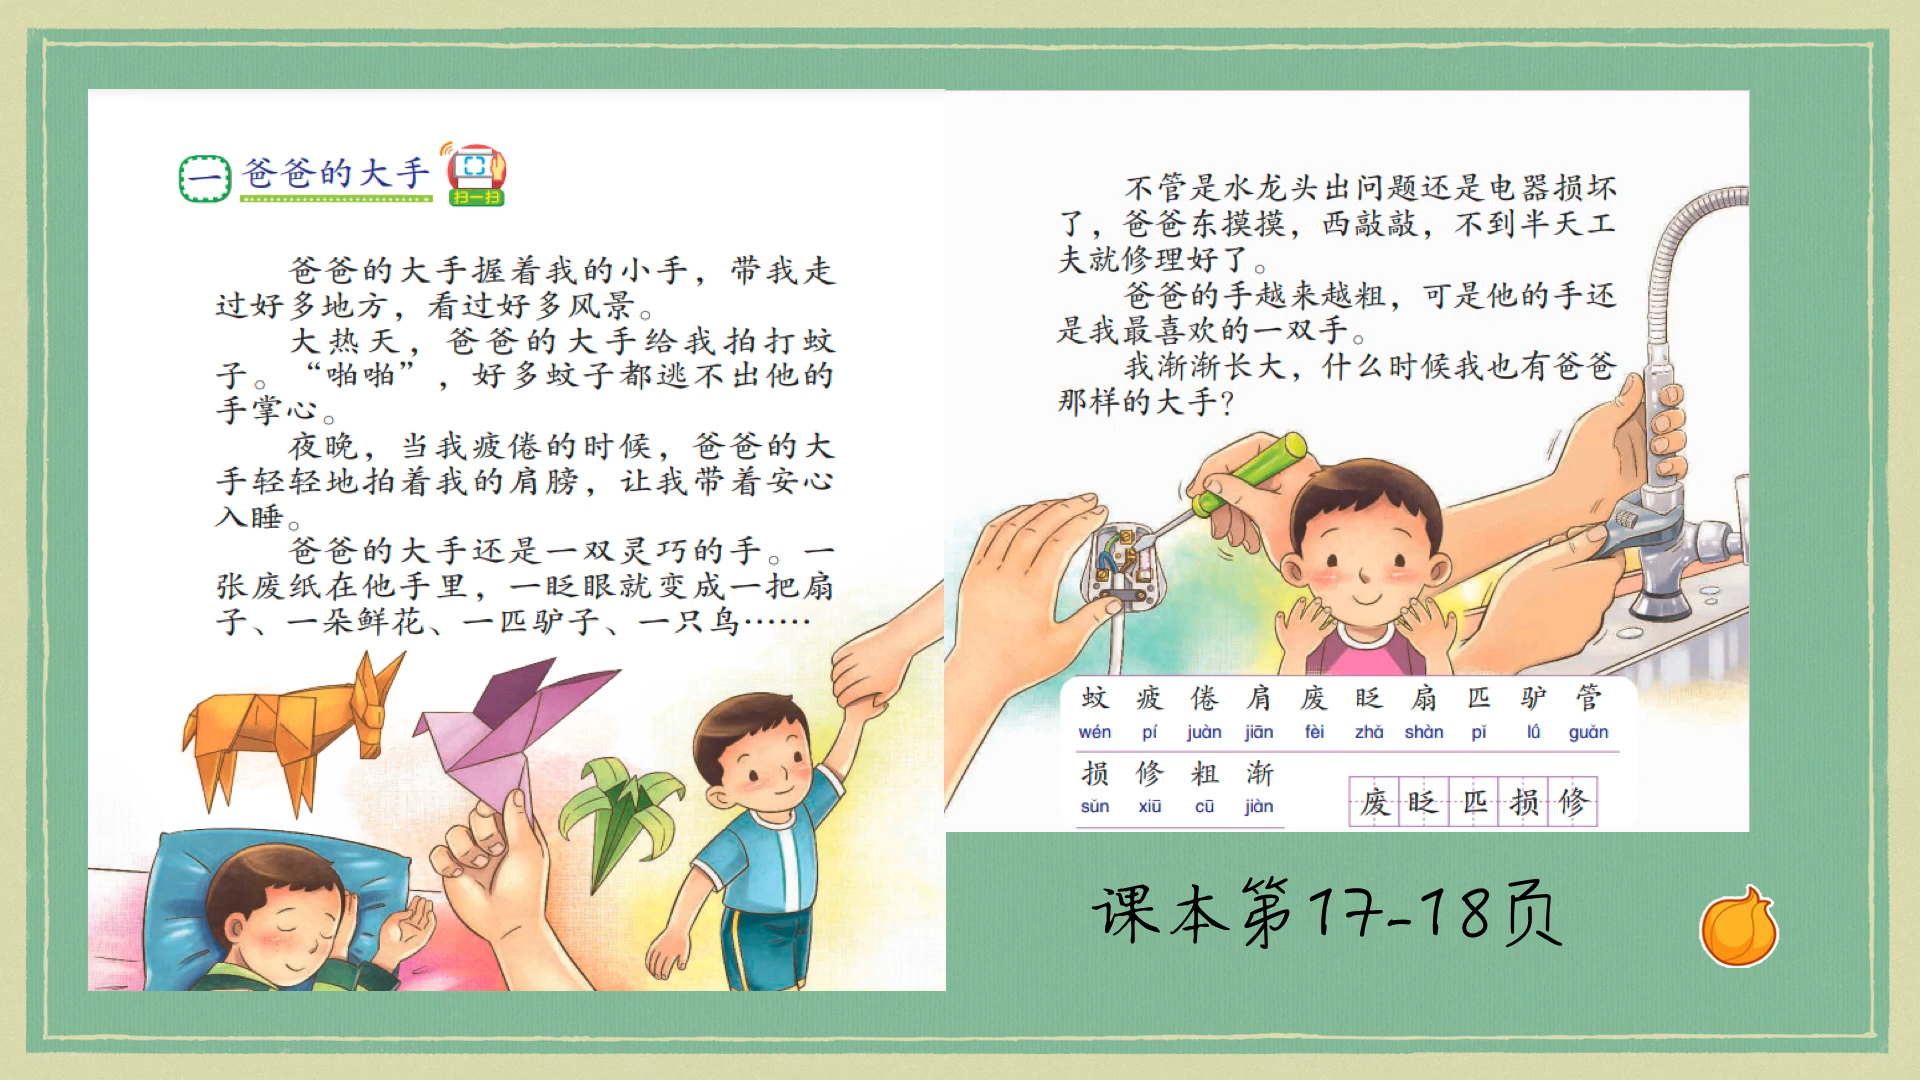 一 爸爸的大手
扫一扫
爸爸的大手握着我的小手，带我走
过好多地方，看过好多风景。
大热天，爸爸的大手给我拍打蚊
子。“啪啪”，好多蚊子都逃不出他的
手掌心。
夜晚，当我疲倦的时候，爸爸的大
手轻轻地拍着我的肩膀，让我带着安心
入睡。
爸爸的大手还是一双灵巧的手。一
张废纸在他手里，一眨眼就变成一把扇
子、一朵鲜花、一匹驴子、一只鸟……
不管是水龙头出问题还是电器损坏
了，爸爸东摸摸，西敲敲，不到半天工
夫就修理好了。
爸爸的手越来越粗，可是他的手还
是我最喜欢的一双手。
我渐渐长大，什么时候我也有爸爸
那样的大手？
蚊 疲 倦 肩 废 眨 扇 匹 驴 管
wén pí juàn jiān fèi zhǎ shàn pǐ lǘ guǎn
损 修 粗 渐
sǔn xiū cū jiàn
废 眨 匹 损 修
课本第17-18页